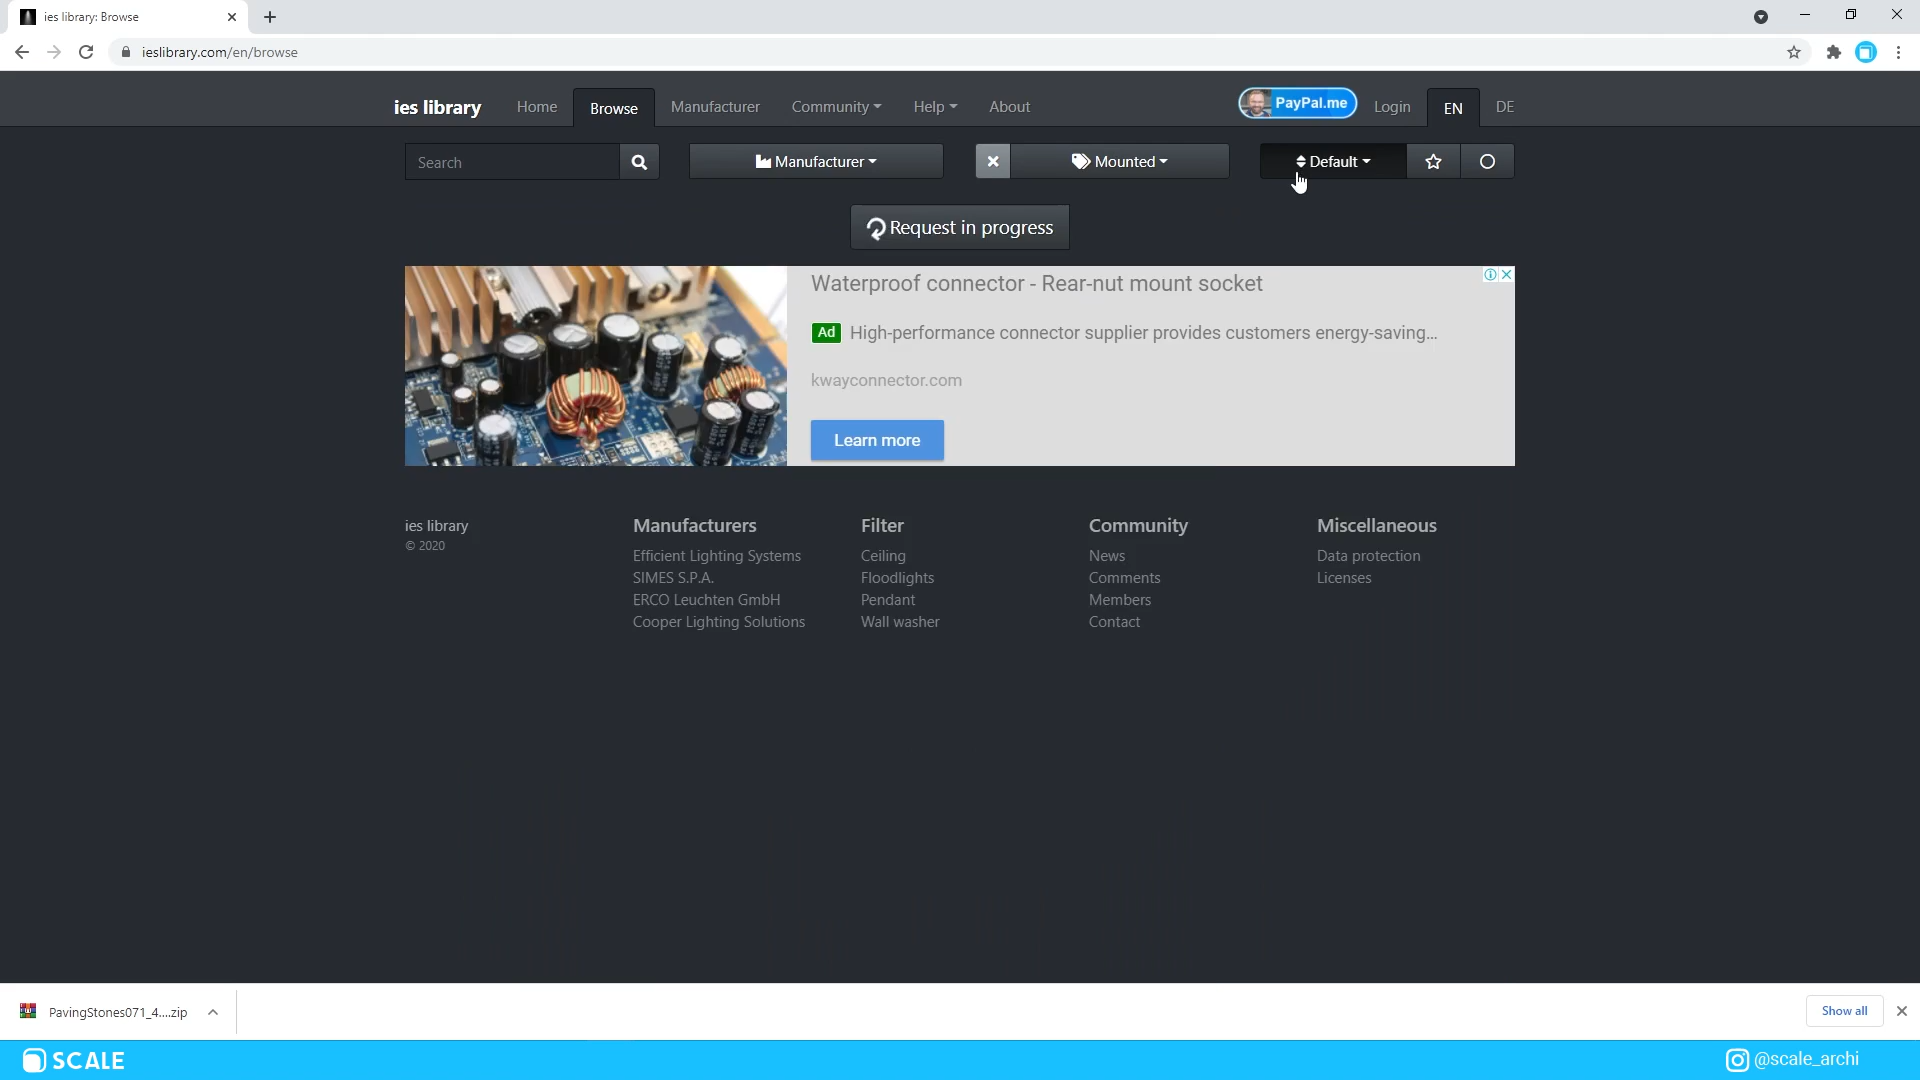 ies library: Browse
ieslibrary.com/en/browse
ies library Home Browse Manufacturer Community Help About PayPal.me Login EN DE
Search Manufacturer Mounted Default
Request in progress
Waterproof connector - Rear-nut mount socket
Ad High-performance connector supplier provides customers energy-saving...
kwayconnector.com
Learn more
ies library
© 2020
Manufacturers
Efficient Lighting Systems
SIMES S.P.A.
ERCO Leuchten GmbH
Cooper Lighting Solutions
Filter
Ceiling
Floodlights
Pendant
Wall washer
Community
News
Comments
Members
Contact
Miscellaneous
Data protection
Licenses
PavingStones071_4....zip
Show all
SCALE
@scale_archi